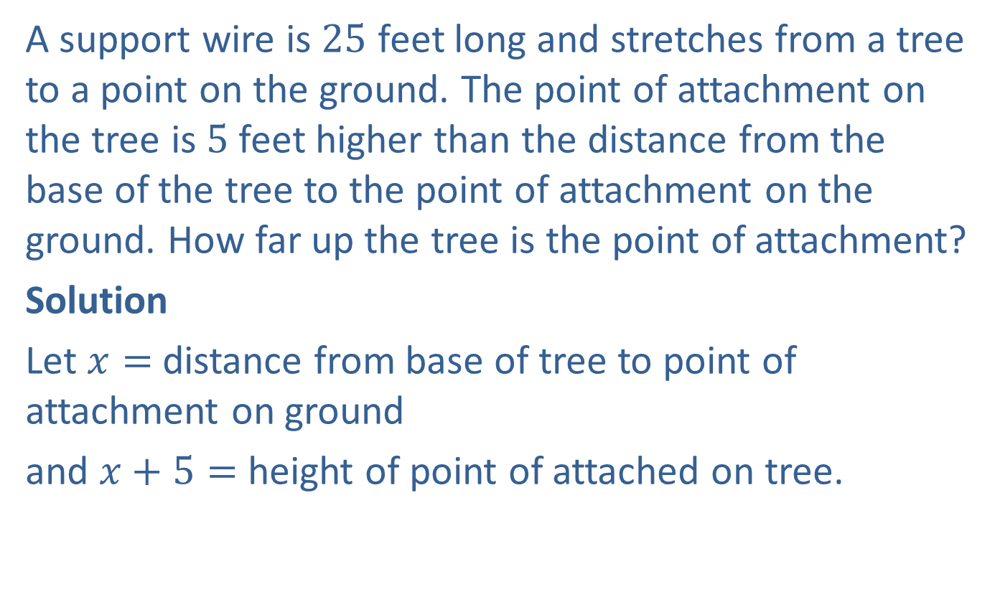 A support wire is 25 feet long and stretches from a tree
to a point on the ground. The point of attachment on
the tree is 5 feet higher than the distance from the
base of the tree to the point of attachment on the
ground. How far up the tree is the point of attachment?
Solution
Let x = distance from base of tree to point of
attachment on ground
and x + 5 = height of point of attached on tree.